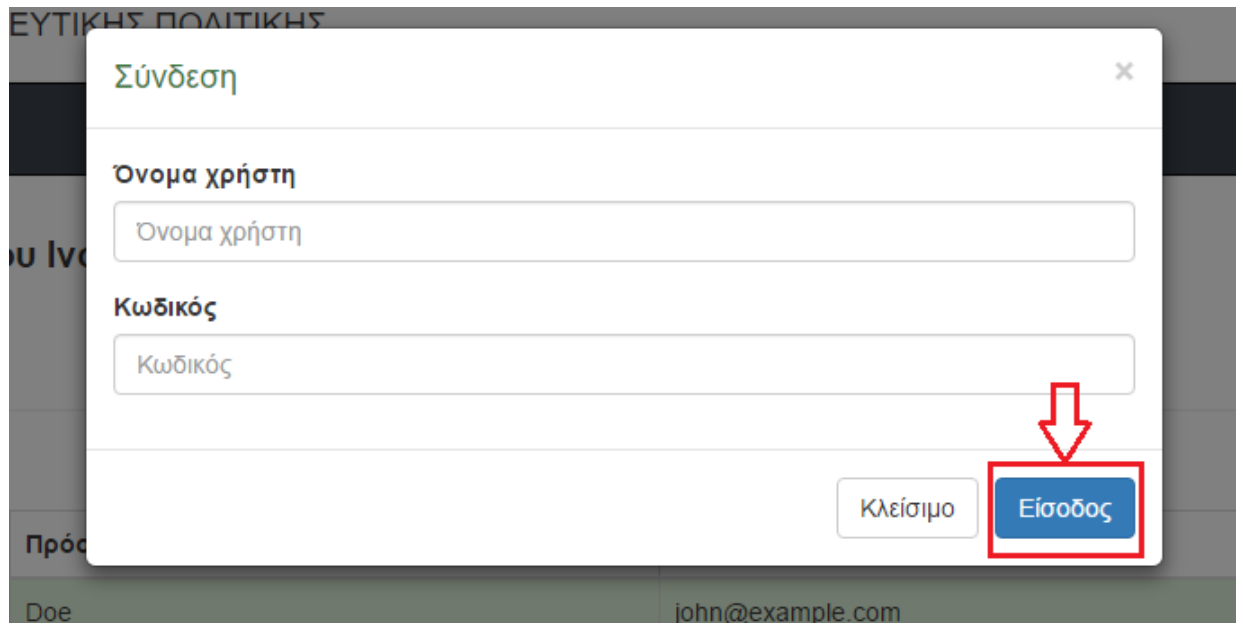 Σύνδεση
×
Όνομα χρήστη
Όνομα χρήστη
Κωδικός
Κωδικός
Κλείσιμο Είσοδος
Doe john@example.com